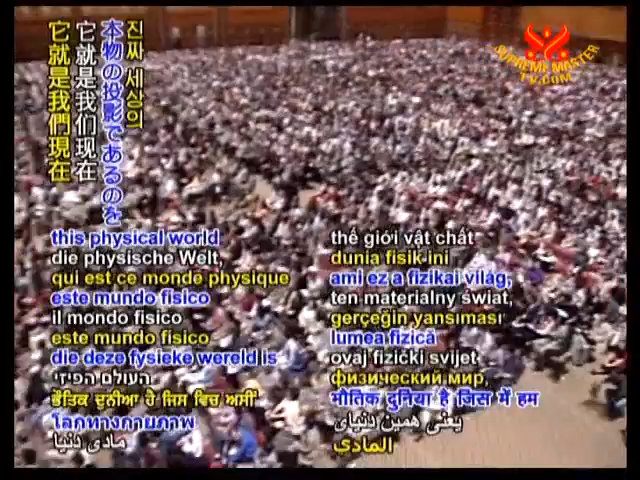 진짜 세상의
本物の投影であるのを
它就是我们现在
它就是我們現在
SUPREME MASTER
TV.COM
this physical world
die physische Welt,
qui est ce monde physique
este mundo físico
il mondo fisico
este mundo físico
die deze fysieke wereld is
העולם הפיזי
ਭੌਤਿਕ ਦੁਨੀਆ ਹੈ ਜਿਸ ਵਿਚ ਅਸੀਂ
โลกทางกายภาพ
مادي دنيا
thế giới vật chất
dunia fisik ini
ami ez a fizikai világ,
ten materialny świat,
gerçeğin yansıması
lumea fizică
ovaj fizički svijet
физический мир,
भौतिक दुनिया है जिस में हम
یعنی همین دنیای
المادي